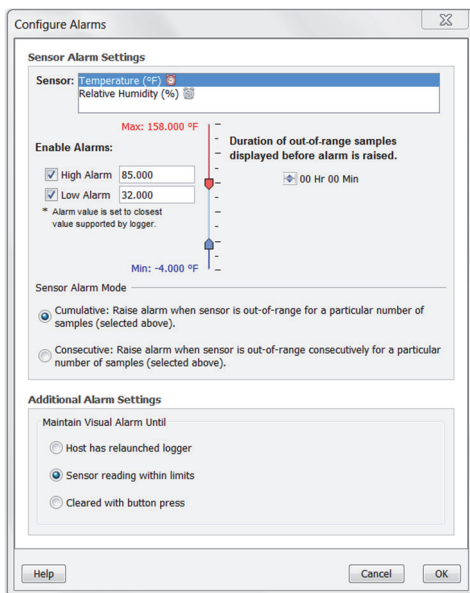 Configure Alarms
Sensor Alarm Settings
Sensor: Temperature (°F)
Relative Humidity (%)
Max: 158.000 °F
Enable Alarms:
High Alarm 85.000
Low Alarm 32.000
* Alarm value is set to closest
value supported by logger.
Min: -4.000 °F
Duration of out-of-range samples
displayed before alarm is raised.
00 Hr 00 Min
Sensor Alarm Mode
Cumulative: Raise alarm when sensor is out-of-range for a particular number of
samples (selected above).
Consecutive: Raise alarm when sensor is out-of-range consecutively for a particular
number of samples (selected above).
Additional Alarm Settings
Maintain Visual Alarm Until
Host has relaunched logger
Sensor reading within limits
Cleared with button press
Help
Cancel
OK